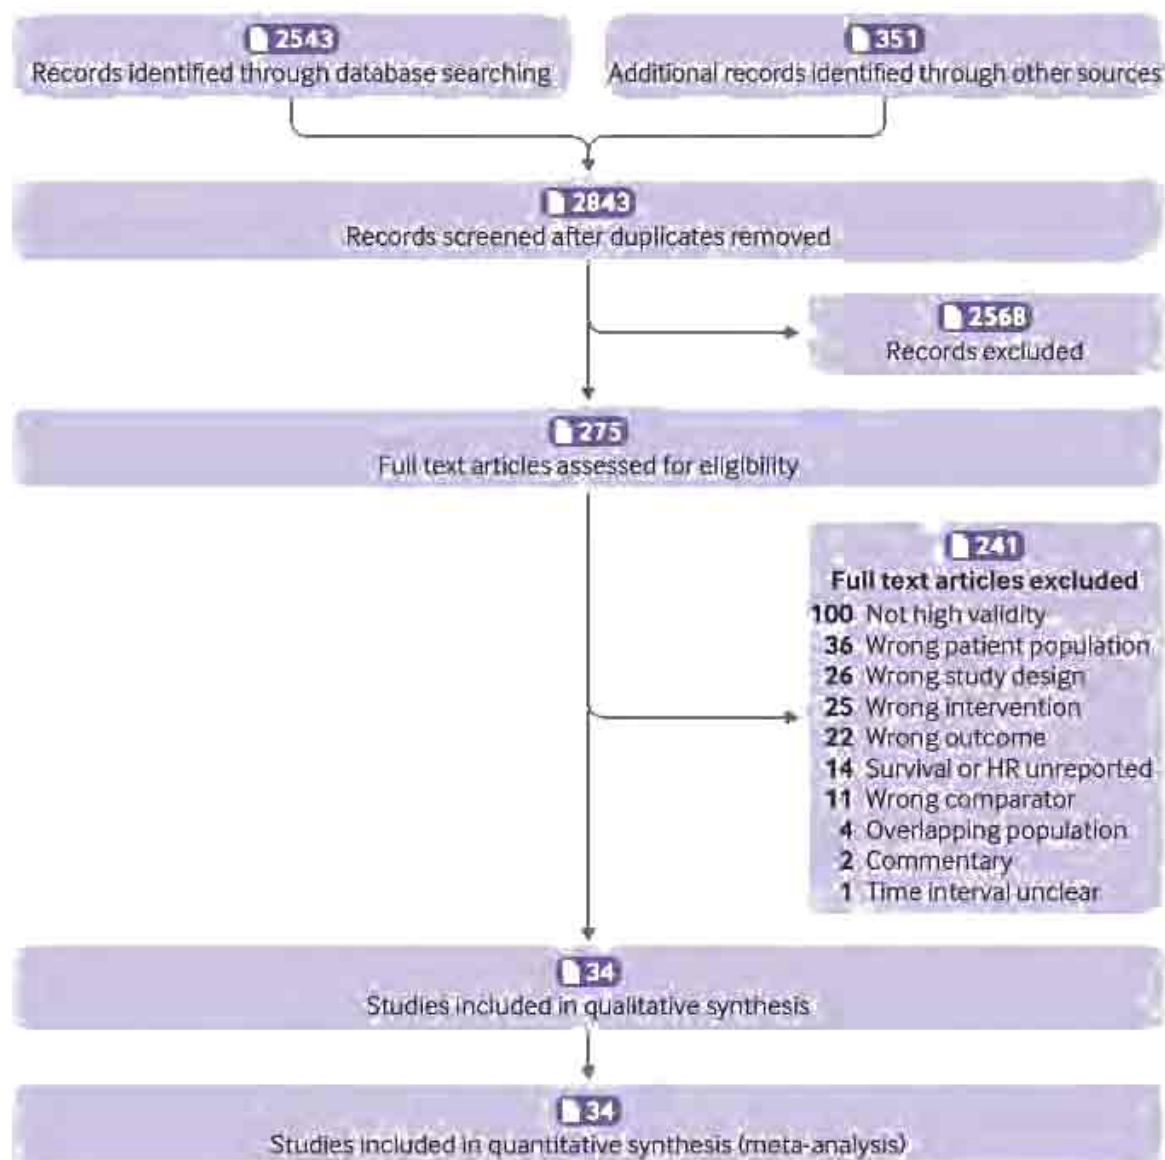 2543
Records identified through database searching
351
Additional records identified through other sources
2843
Records screened after duplicates removed
2568
Records excluded
275
Full text articles assessed for eligibility
241
Full text articles excluded
100 Not high validity
36 Wrong patient population
26 Wrong study design
25 Wrong intervention
22 Wrong outcome
14 Survival or HR unreported
11 Wrong comparator
4 Overlapping population
2 Commentary
1 Time interval unclear
34
Studies included in qualitative synthesis
34
Studies included in quantitative synthesis (meta-analysis)